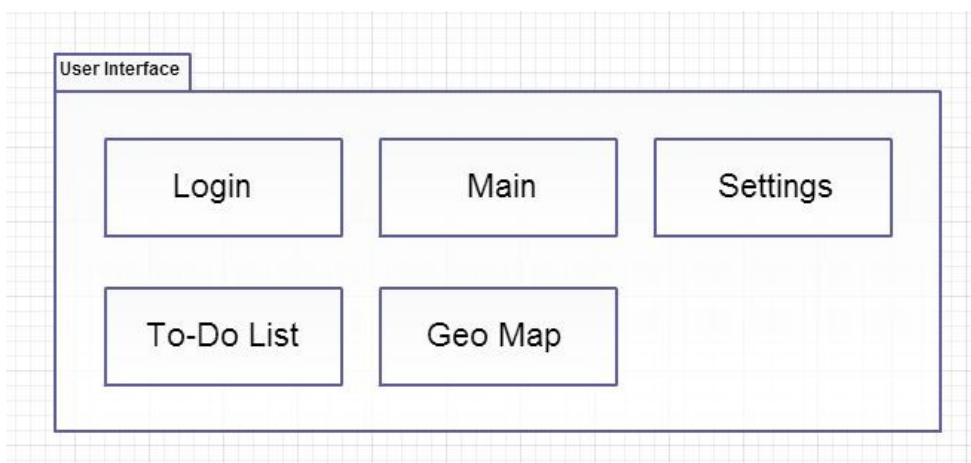 User Interface
Login
Main
Settings
To-Do List
Geo Map